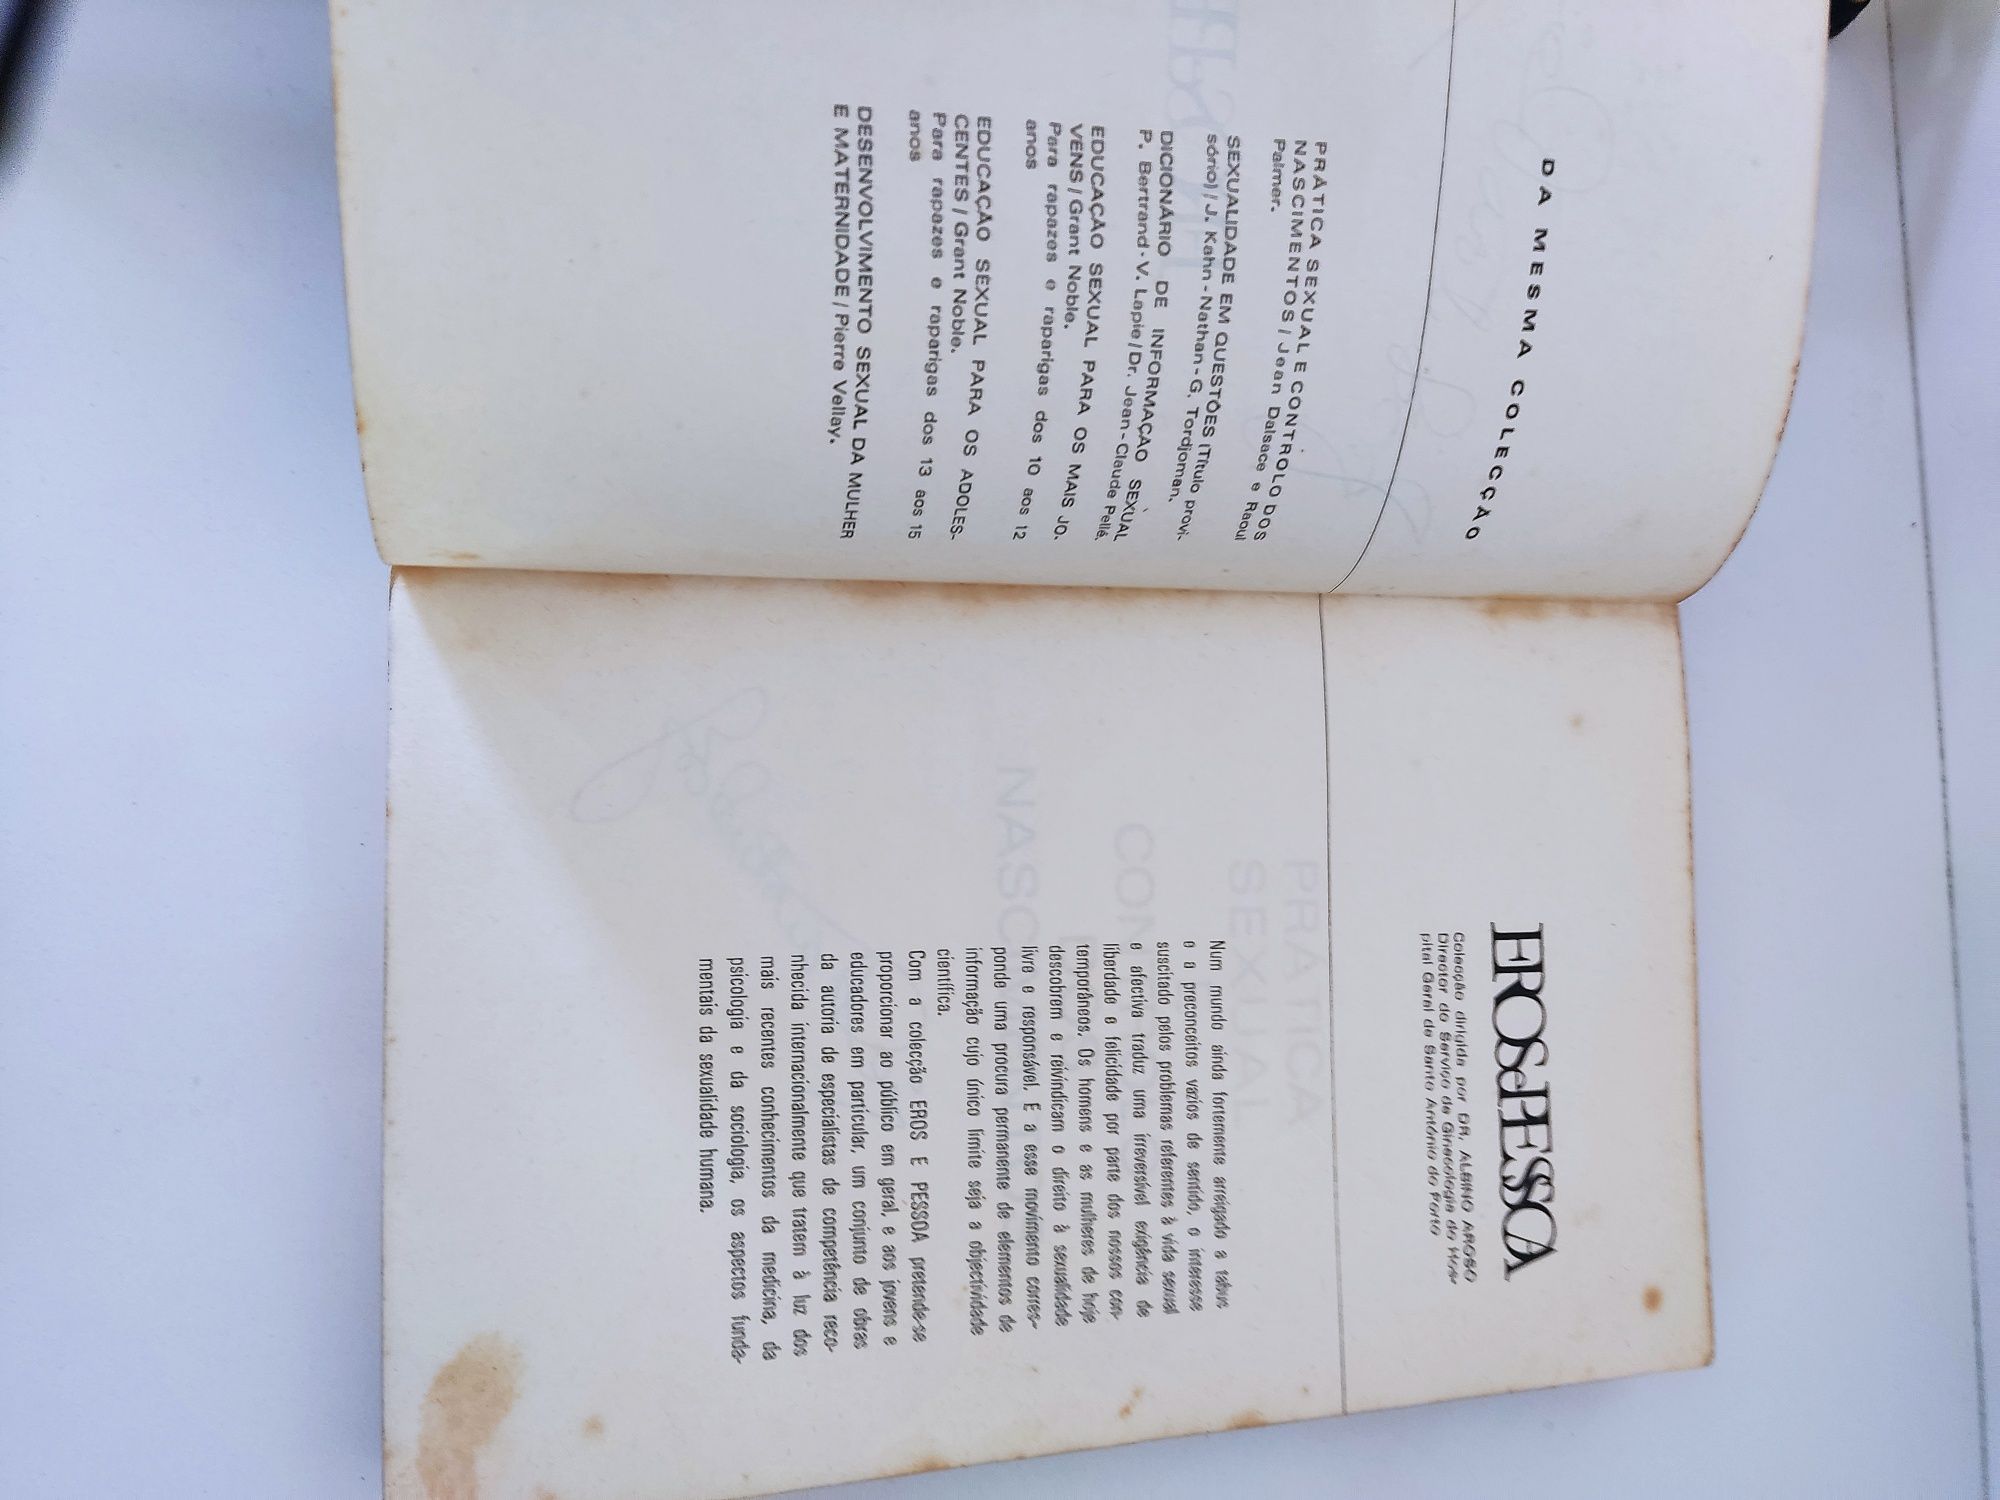 DA MESMA COLECÇÃO
PRÁTICA SEXUAL E CONTROLO DOS
NASCIMENTOS / Jean Dalsace e Raoul
Palmer.
SEXUALIDADE EM QUESTÕES (Título provi-
sório) / J. Kahn - Nathan - G. Tordjoman.
DICIONÁRIO DE INFORMAÇÃO SEXUAL
P. Bertrand - V. Lapie / Dr. Jean-Claude Pellé.
EDUCAÇÃO SEXUAL PARA OS MAIS JO-
VENS / Grant Noble.
Para rapazes e raparigas dos 10 aos 12
anos
EDUCAÇÃO SEXUAL PARA OS ADOLES-
CENTES / Grant Noble.
Para rapazes e raparigas dos 13 aos 15
anos
DESENVOLVIMENTO SEXUAL DA MULHER
E MATERNIDADE / Pierre Vellay.
EROS e PESSOA
Colecção dirigida por DR. ALBINO AROSO
Director do Serviço de Ginecologia do Hos-
pital Geral de Santo António do Porto
Num mundo ainda fortemente arreigado a tabus
e a preconceitos vazios de sentido, o interesse
suscitado pelos problemas referentes à vida sexual
e afectiva traduz uma irreversível exigência de
liberdade e felicidade por parte dos nossos con-
temporâneos. Os homens e as mulheres de hoje
descobrem e reivindicam o direito à sexualidade
livre e responsável. E a esse movimento corres-
ponde uma procura permanente de elementos de
informação cujo único limite seja a objectividade
científica.
Com a colecção EROS E PESSOA pretende-se
proporcionar ao público em geral, e aos jovens e
educadores em particular, um conjunto de obras
da autoria de especialistas de competência reco-
nhecida internacionalmente que tratem à luz dos
mais recentes conhecimentos da medicina, da
psicologia e da sociologia, os aspectos funda-
mentais da sexualidade humana.